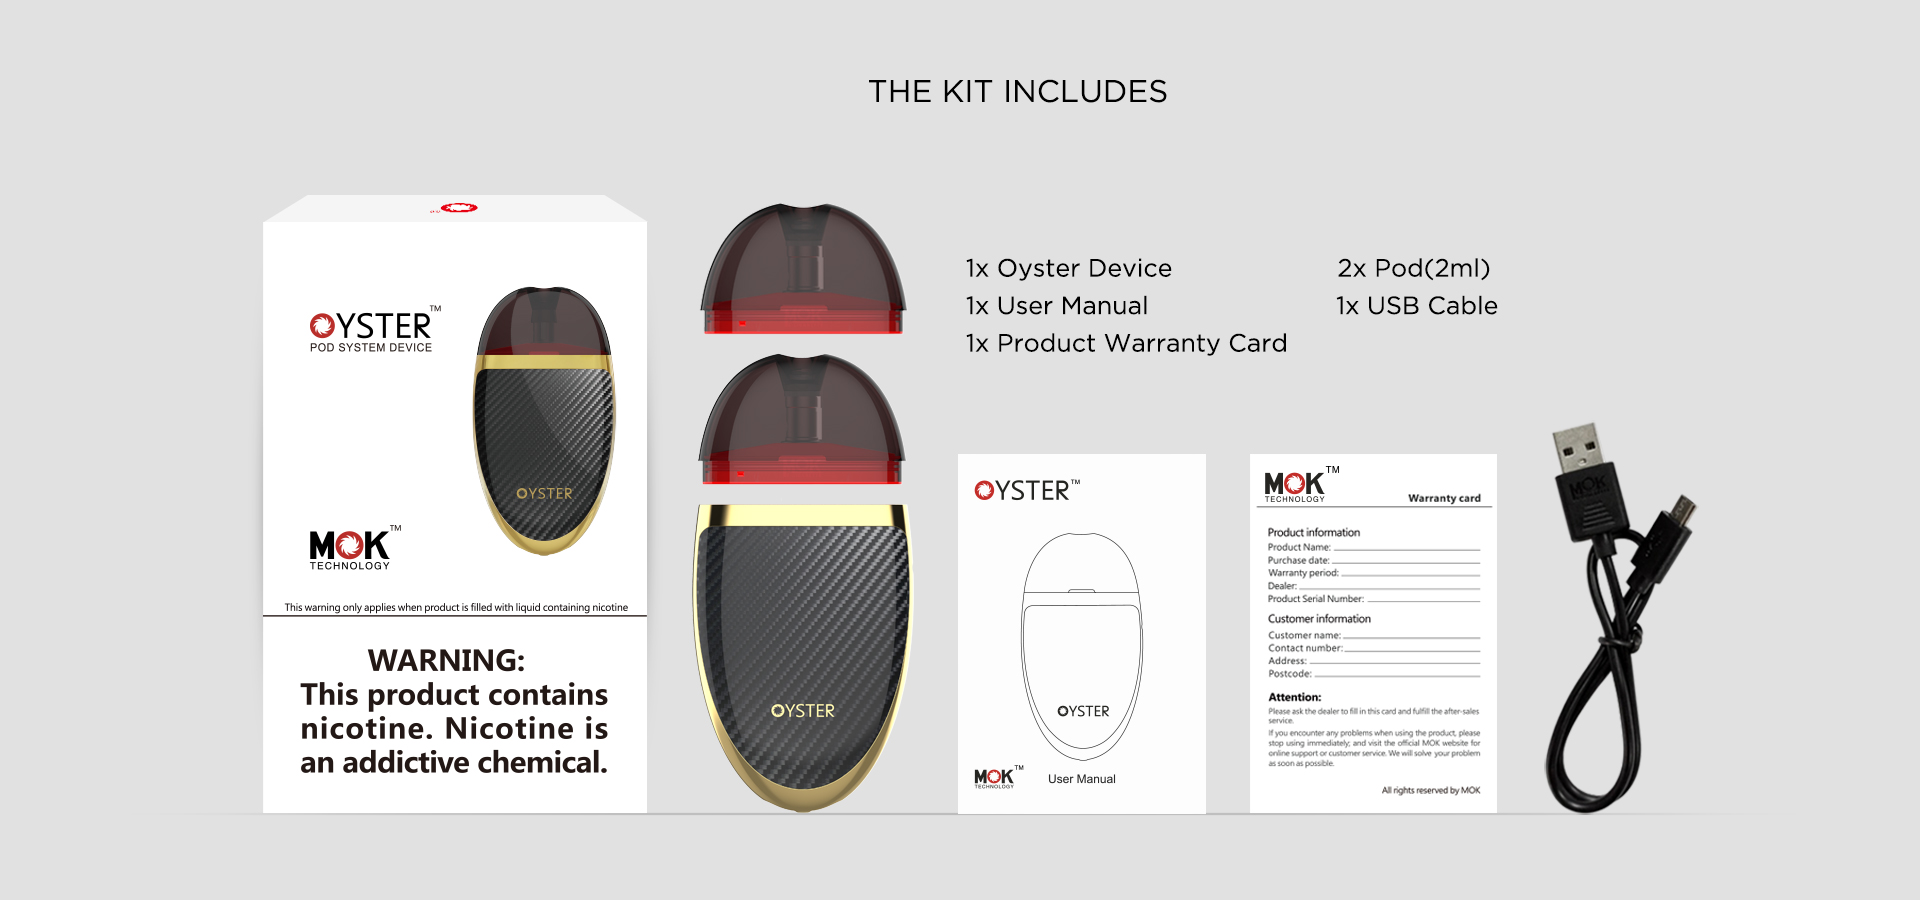 THE KIT INCLUDES
OYSTER™
POD SYSTEM DEVICE
OYSTER
MOK™
TECHNOLOGY
This warning only applies when product is filled with liquid containing nicotine
WARNING:
This product contains
nicotine. Nicotine is
an addictive chemical.
OYSTER
1x Oyster Device
1x User Manual
1x Product Warranty Card
2x Pod(2ml)
1x USB Cable
OYSTER™
OYSTER
MOK™
TECHNOLOGY
User Manual
MOK™
TECHNOLOGY
Warranty card
Product information
Product Name:
Purchase date:
Warranty period:
Dealer:
Product Serial Number:
Customer information
Customer name:
Contact number:
Address:
Postcode:
Attention:
Please ask the dealer to fill in this card and fulfill the after-sales
service.
If you encounter any problems when using the product, please
stop using immediately; and visit the official MOK website for
online support or customer service. We will solve your problem
as soon as possible.
All rights reserved by MOK
MOK